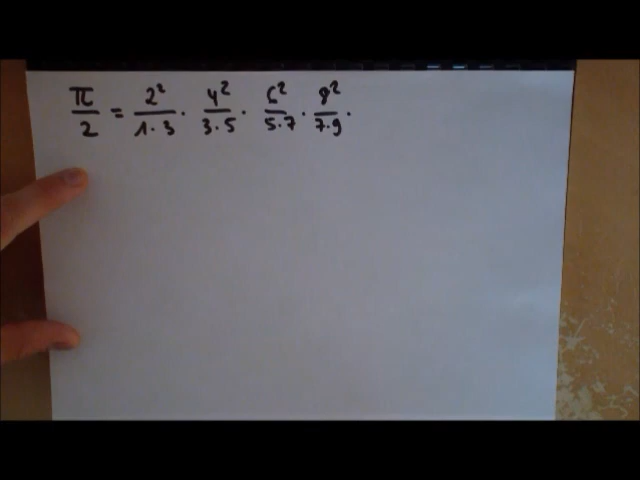 π/2 = 2²/1·3 · 4²/3·5 · 6²/5·7 · 8²/7·9 ·